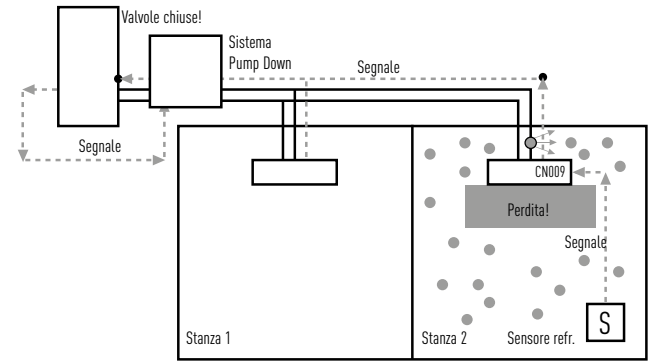 Valvole chiuse!
Sistema
Pump Down
Segnale
Segnale
CN009
Perdita!
Segnale
S
Stanza 1
Stanza 2
Sensore refr.